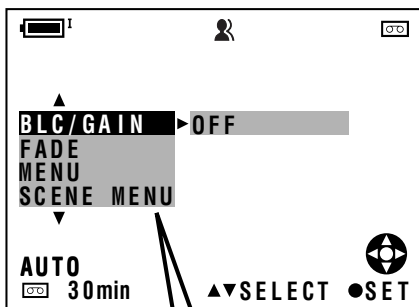 I
BLC/GAIN ►OFF
FADE
MENU
SCENE MENU
AUTO
30min ▲▼SELECT ●SET